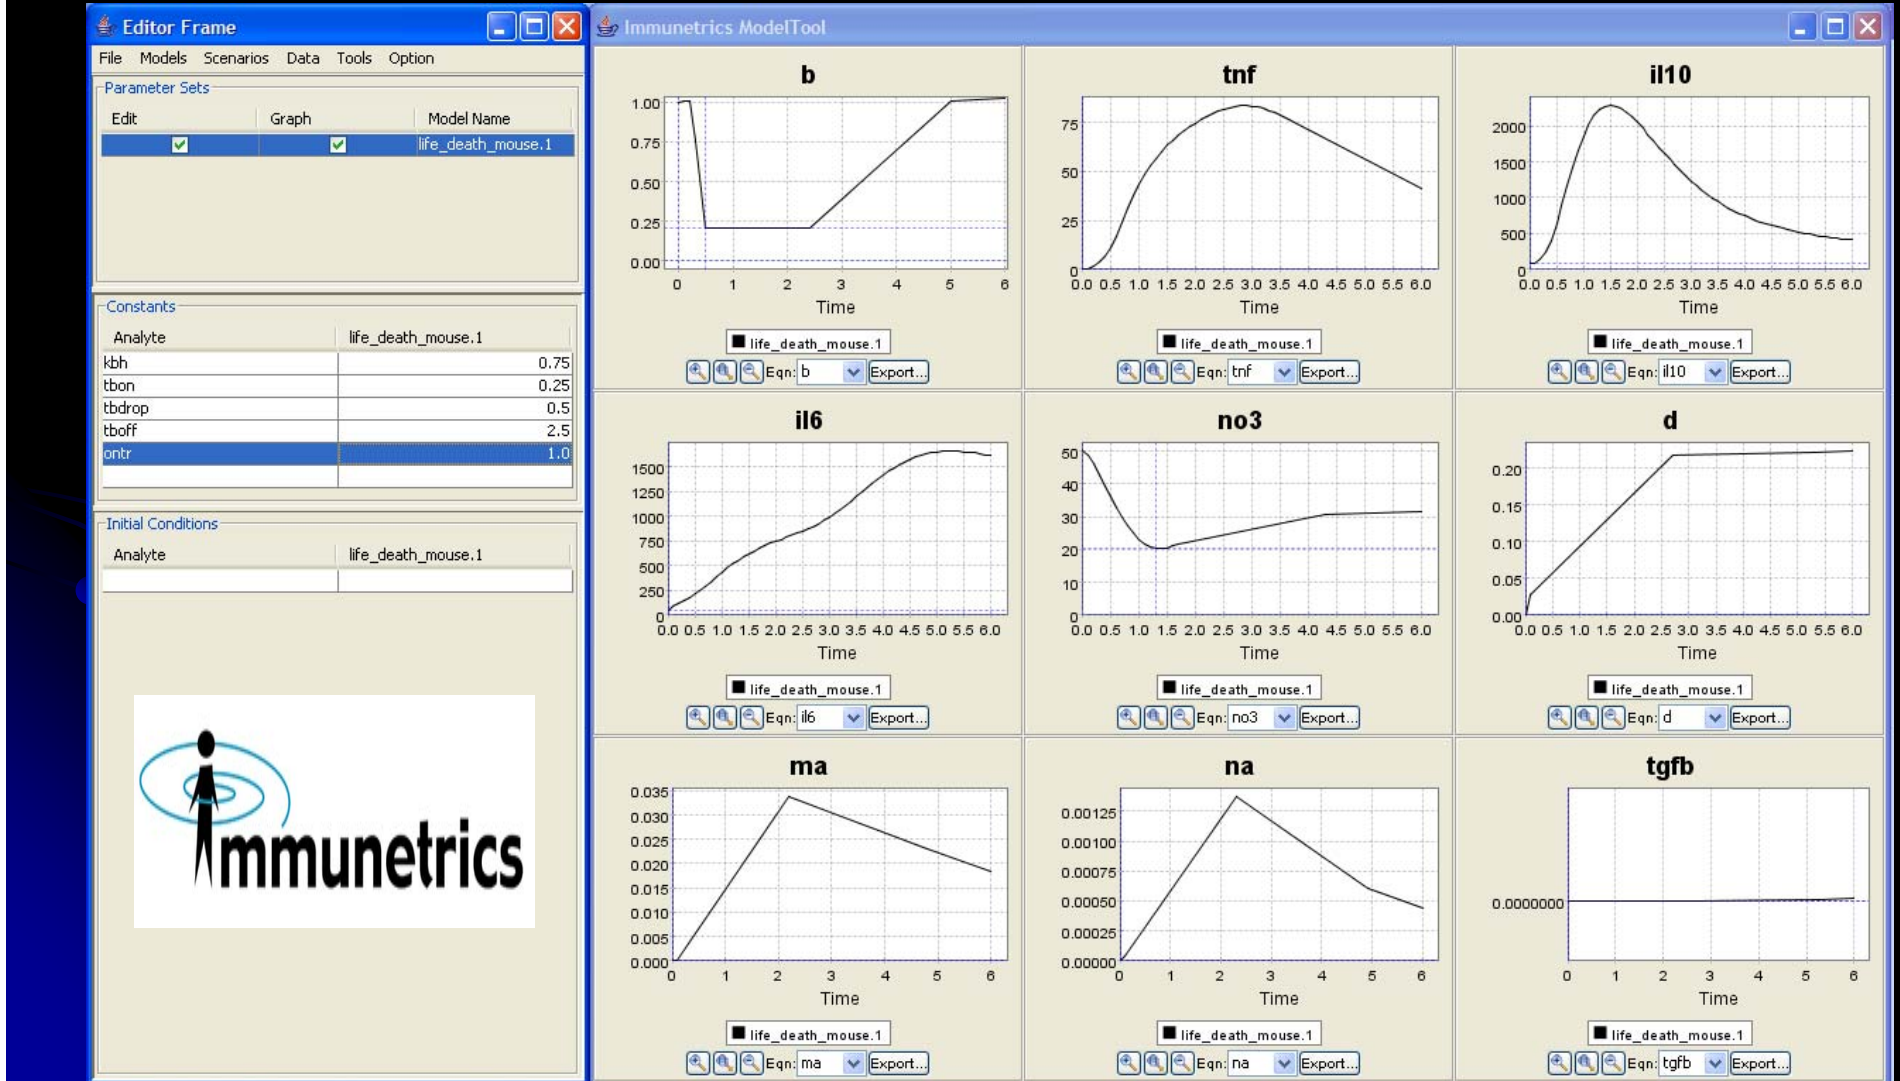 Editor Frame
File Models Scenarios Data Tools Option
Parameter Sets
Edit Graph Model Name
life_death_mouse.1
Constants
Analyte life_death_mouse.1
kbh 0.75
tbon 0.25
tbdrop 0.5
tboff 2.5
ontr 1.0
Initial Conditions
Analyte life_death_mouse.1
immunetrics
Immunetrics ModelTool
b
1.00
0.75
0.50
0.25
0.00
0 1 2 3 4 5 6
Time
life_death_mouse.1
Eqn: b Export...
tnf
75
50
25
0
0.0 0.5 1.0 1.5 2.0 2.5 3.0 3.5 4.0 4.5 5.0 5.5 6.0
Time
life_death_mouse.1
Eqn: tnf Export...
il10
2000
1500
1000
500
0
0.0 0.5 1.0 1.5 2.0 2.5 3.0 3.5 4.0 4.5 5.0 5.5 6.0
Time
life_death_mouse.1
Eqn: il10 Export...
il6
1500
1250
1000
750
500
250
0
0.0 0.5 1.0 1.5 2.0 2.5 3.0 3.5 4.0 4.5 5.0 5.5 6.0
Time
life_death_mouse.1
Eqn: il6 Export...
no3
50
40
30
20
10
0
0.0 0.5 1.0 1.5 2.0 2.5 3.0 3.5 4.0 4.5 5.0 5.5 6.0
Time
life_death_mouse.1
Eqn: no3 Export...
d
0.20
0.15
0.10
0.05
0.00
0.0 0.5 1.0 1.5 2.0 2.5 3.0 3.5 4.0 4.5 5.0 5.5 6.0
Time
life_death_mouse.1
Eqn: d Export...
ma
0.035
0.030
0.025
0.020
0.015
0.010
0.005
0.000
0 1 2 3 4 5 6
Time
life_death_mouse.1
Eqn: ma Export...
na
0.00125
0.00100
0.00075
0.00050
0.00025
0.00000
0 1 2 3 4 5 6
Time
life_death_mouse.1
Eqn: na Export...
tgfb
0.0000000
0 1 2 3 4 5 6
Time
life_death_mouse.1
Eqn: tgfb Export...